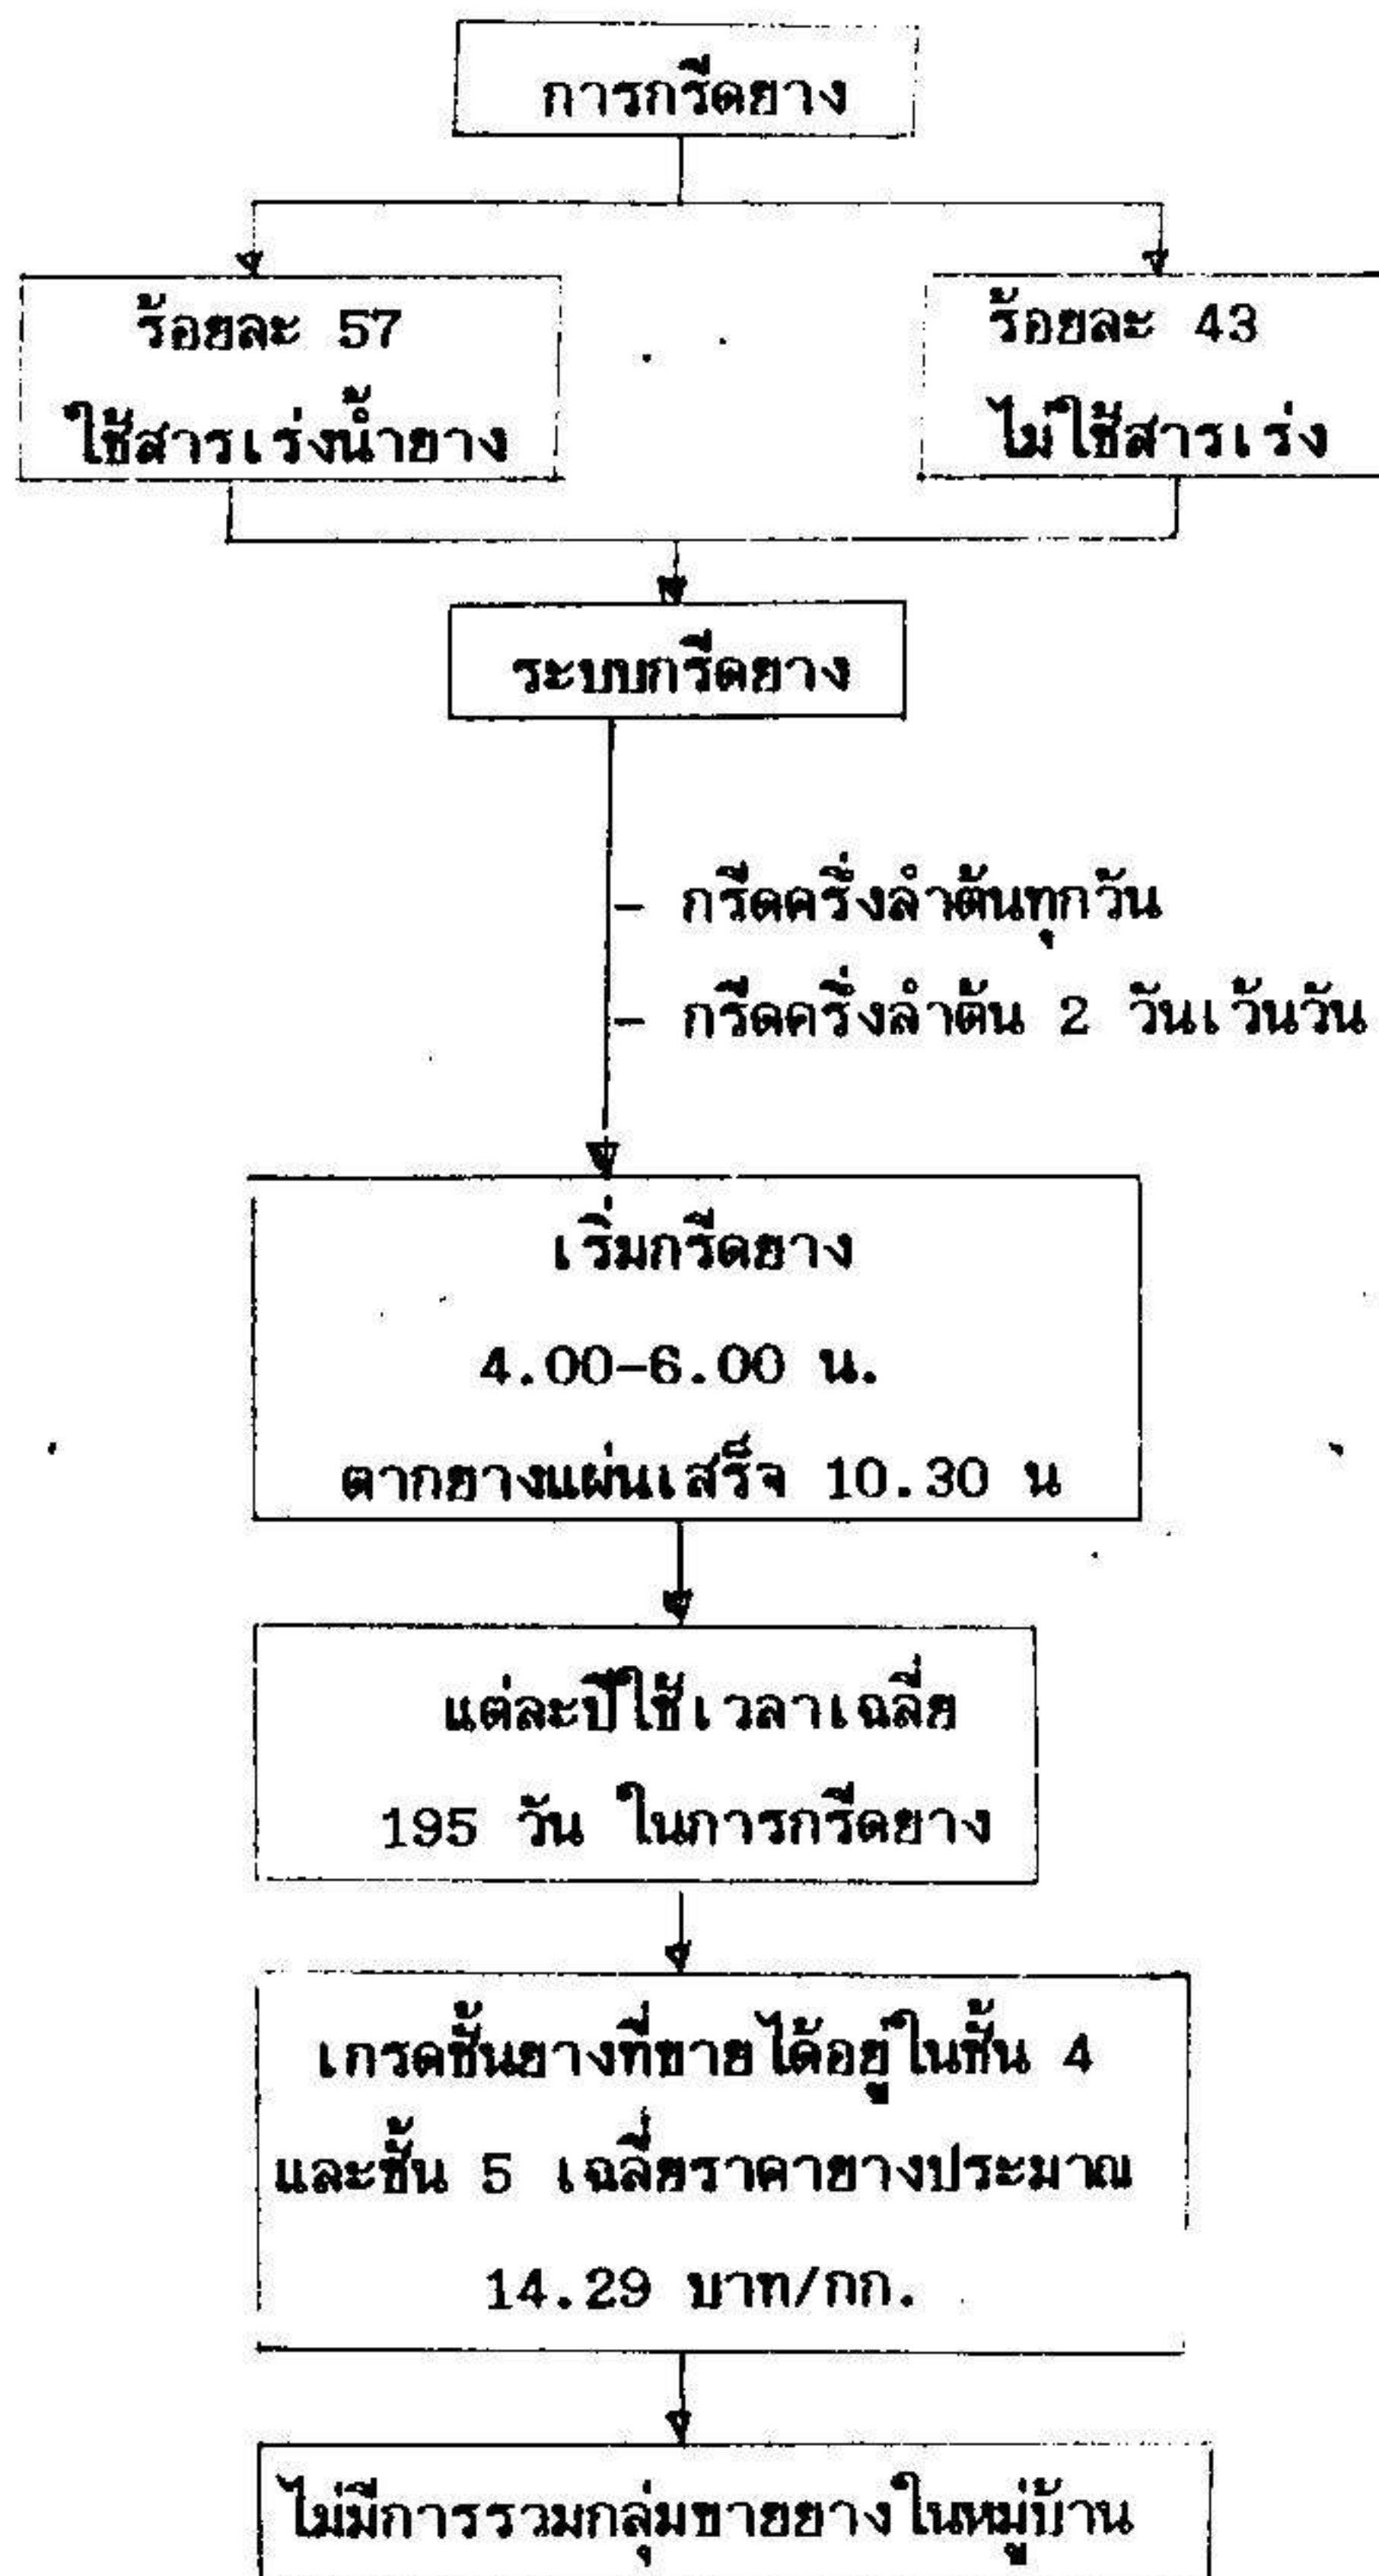 การกรีดยาง
ร้อยละ 57
ใช้สารเร่งน้ำยาง
ร้อยละ 43
ไม่ใช้สารเร่ง
ระบบกรีดยาง
- กรีดครึ่งลำต้นทุกวัน
- กรีดครึ่งลำต้น 2 วันเว้นวัน
เริ่มกรีดยาง
4.00-6.00 น.
ตากยางแผ่นเสร็จ 10.30 น
แต่ละปีใช้เวลาเฉลี่ย
195 วัน ในการกรีดยาง
เกรดชั้นยางที่ขายได้อยู่ในชั้น 4
และชั้น 5 เฉลี่ยราคายางประมาณ
14.29 บาท/กก.
ไม่มีการรวมกลุ่มขายยางในหมู่บ้าน